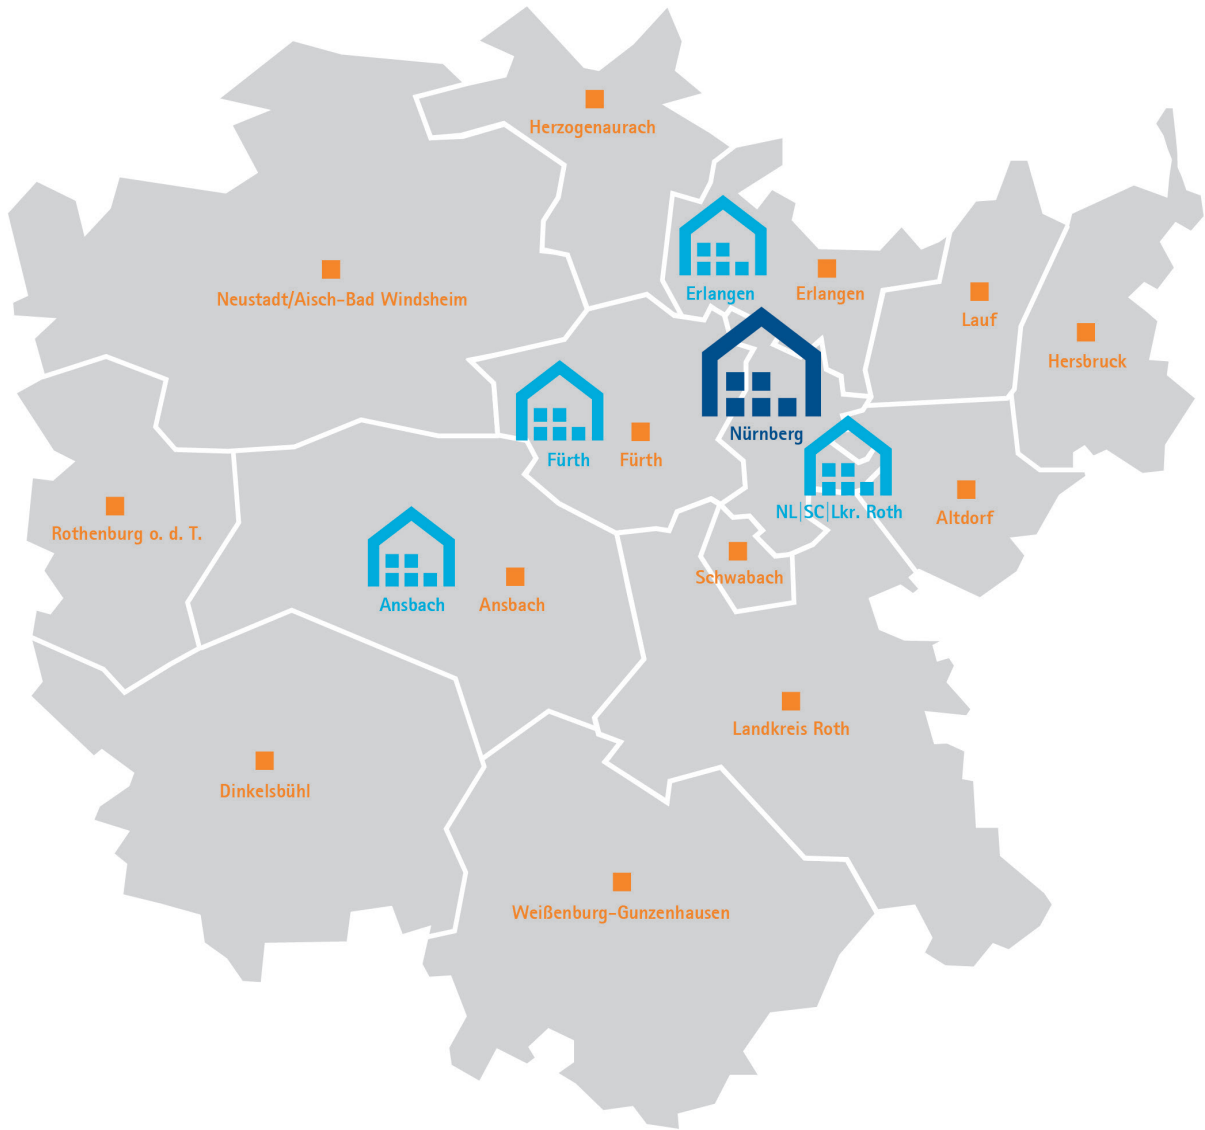 Herzogenaurach
Neustadt/Aisch-Bad Windsheim
Erlangen
Erlangen
Lauf
Hersbruck
Nürnberg
Fürth
Fürth
NL|SC|Lkr. Roth
Altdorf
Rothenburg o. d. T.
Schwabach
Ansbach
Ansbach
Landkreis Roth
Dinkelsbühl
Weißenburg-Gunzenhausen